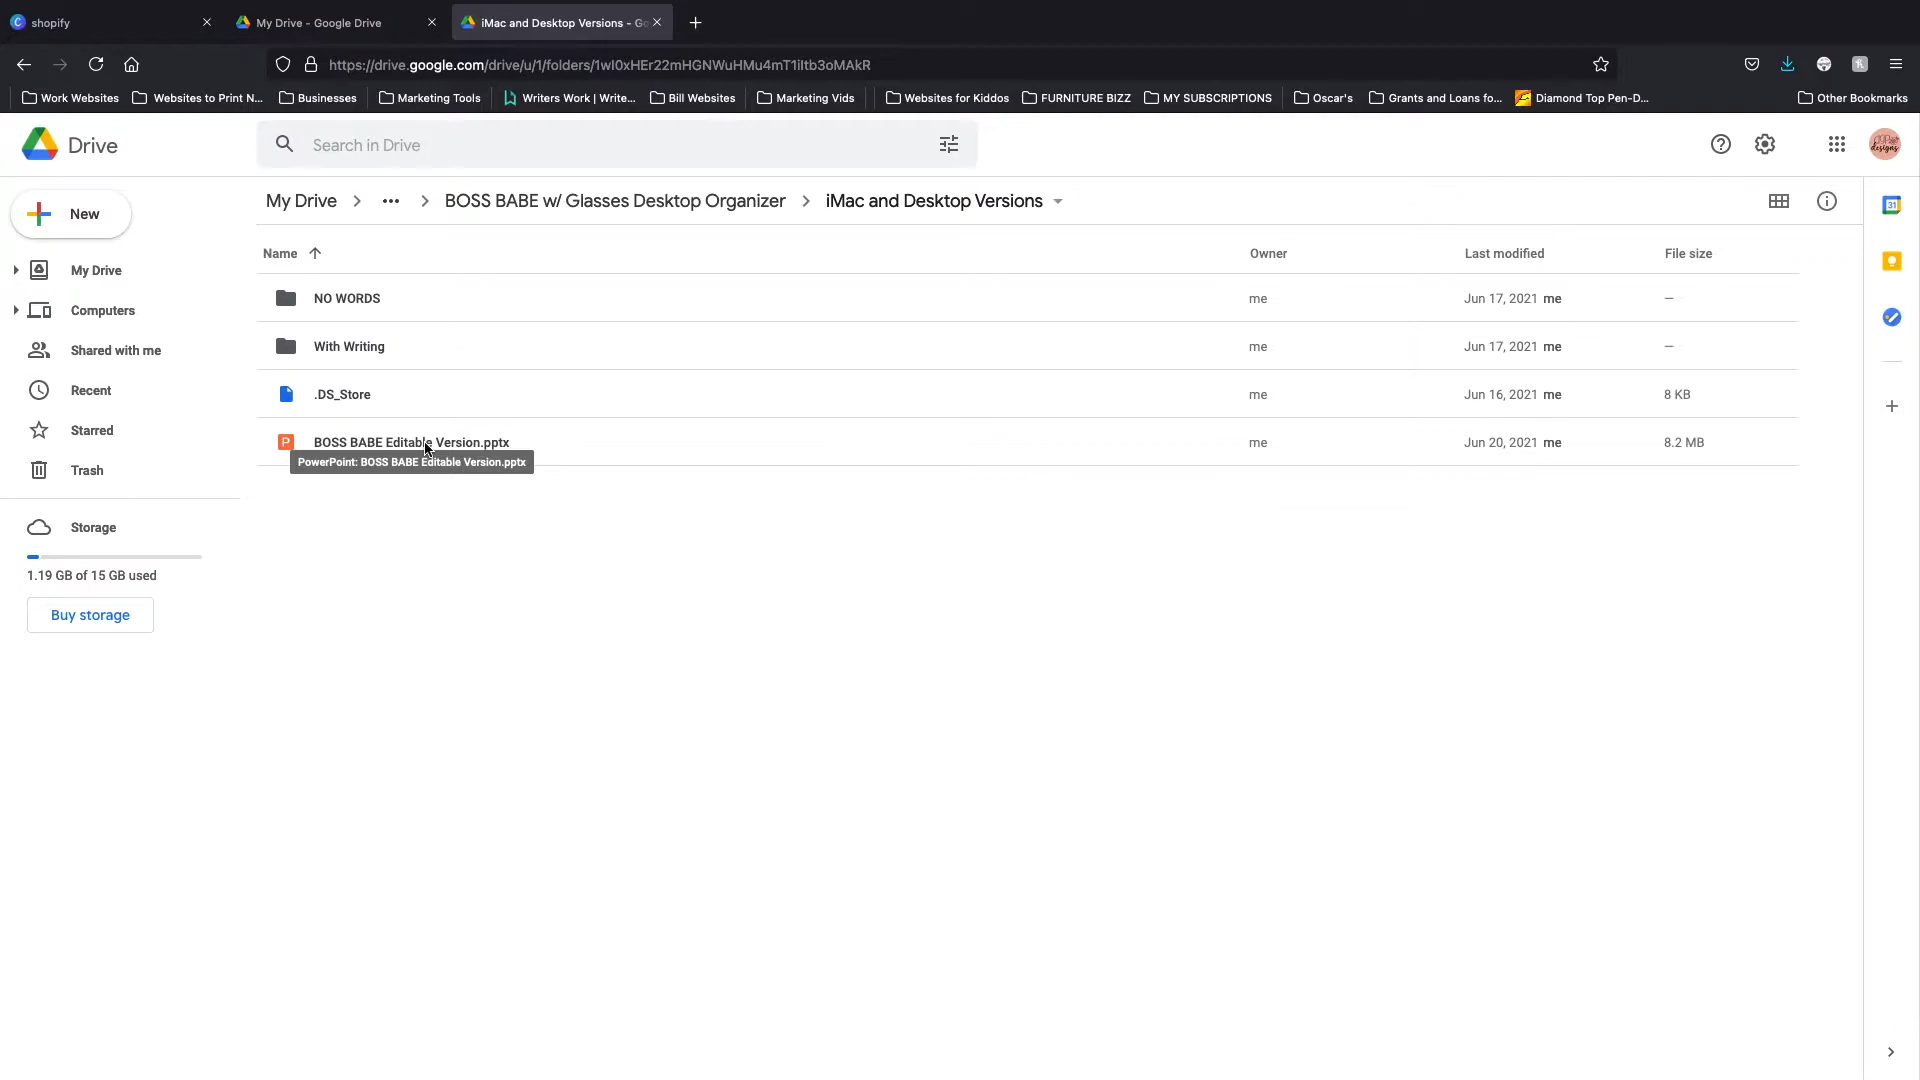 shopify
My Drive - Google Drive
iMac and Desktop Versions - Go
https://drive.google.com/drive/u/1/folders/1wI0xHEr22mHGNWuHMu4mT1iItb3oMAkR
Work Websites
Websites to Print N...
Businesses
Marketing Tools
Writers Work | Write...
Bill Websites
Marketing Vids
Websites for Kiddos
FURNITURE BIZZ
MY SUBSCRIPTIONS
Oscar's
Grants and Loans fo...
Diamond Top Pen-D...
Other Bookmarks
Drive
Search in Drive
New
My Drive
Computers
Shared with me
Recent
Starred
Trash
Storage
1.19 GB of 15 GB used
Buy storage
My Drive > ... > BOSS BABE w/ Glasses Desktop Organizer > iMac and Desktop Versions
Name Owner Last modified File size
NO WORDS me Jun 17, 2021 me —
With Writing me Jun 17, 2021 me —
.DS_Store me Jun 16, 2021 me 8 KB
BOSS BABE Editable Version.pptx me Jun 20, 2021 me 8.2 MB
PowerPoint: BOSS BABE Editable Version.pptx
31